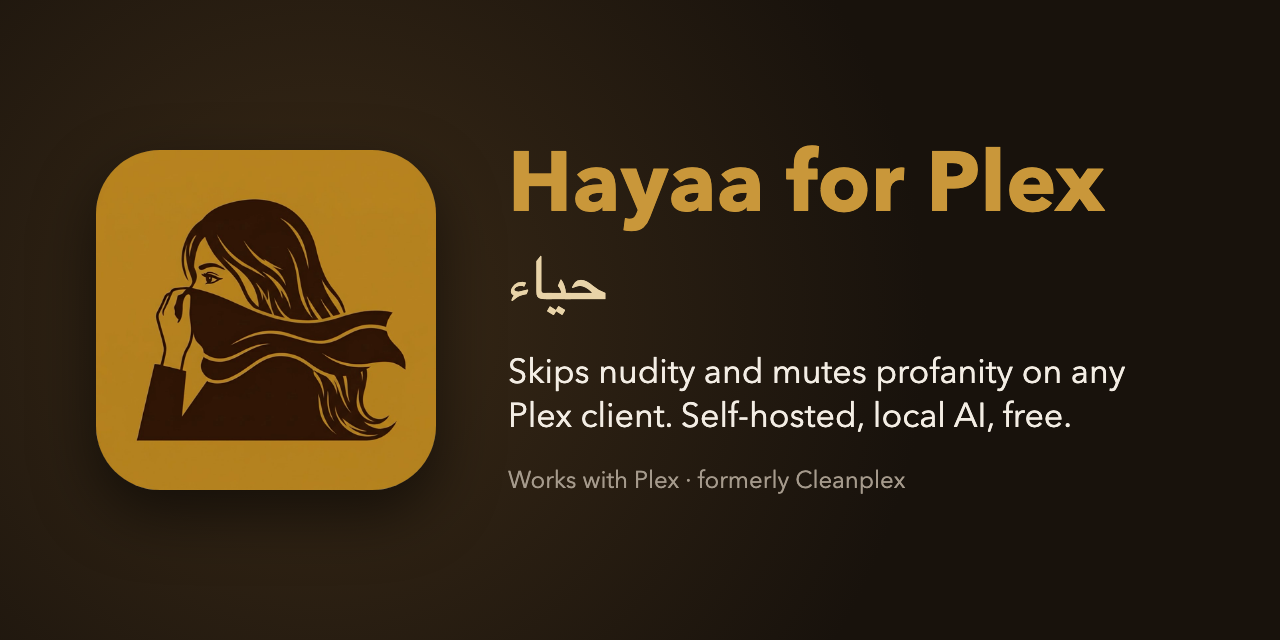 Hayaa for Plex
حياء
Skips nudity and mutes profanity on any
Plex client. Self-hosted, local AI, free.
Works with Plex · formerly Cleanplex